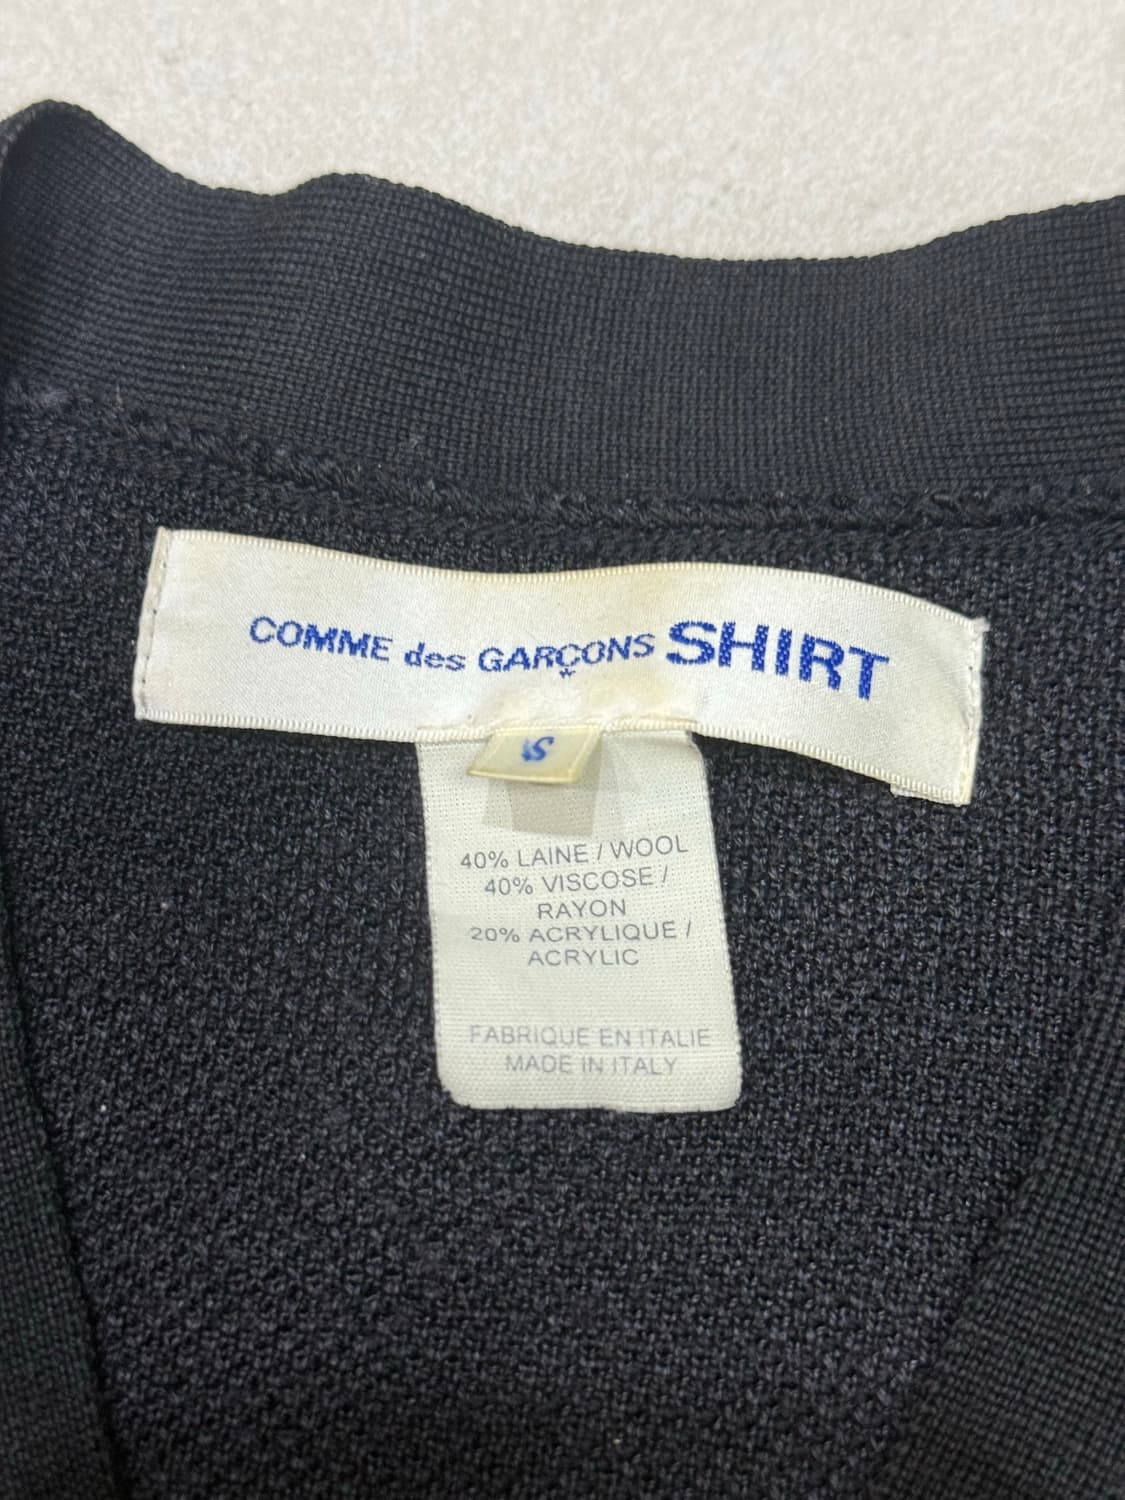 COMME des GARÇONS SHIRT
S
40% LAINE / WOOL
40% VISCOSE /
RAYON
20% ACRYLIQUE /
ACRYLIC
FABRIQUE EN ITALIE
MADE IN ITALY